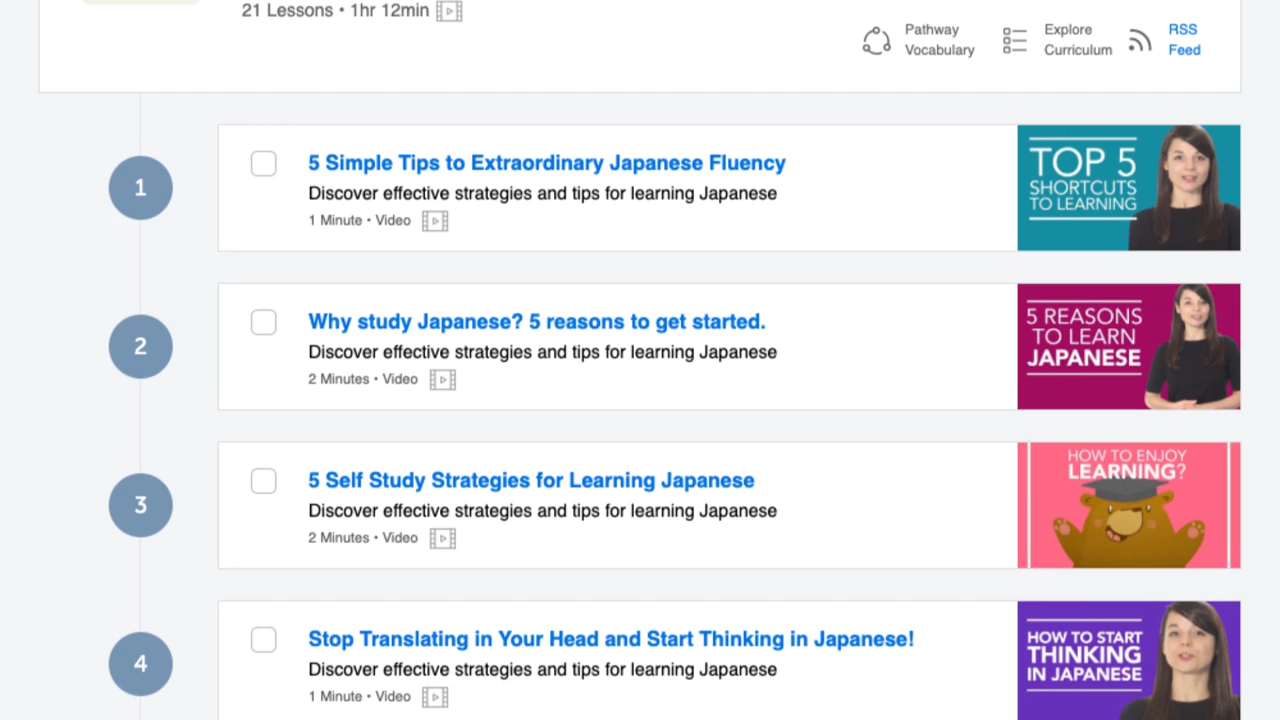 21 Lessons • 1hr 12min
Pathway
Vocabulary
Explore
Curriculum
RSS
Feed
1
5 Simple Tips to Extraordinary Japanese Fluency
Discover effective strategies and tips for learning Japanese
1 Minute • Video
TOP 5
SHORTCUTS
TO LEARNING
2
Why study Japanese? 5 reasons to get started.
Discover effective strategies and tips for learning Japanese
2 Minutes • Video
5 REASONS
TO LEARN
JAPANESE
3
5 Self Study Strategies for Learning Japanese
Discover effective strategies and tips for learning Japanese
2 Minutes • Video
HOW TO ENJOY
LEARNING?
4
Stop Translating in Your Head and Start Thinking in Japanese!
Discover effective strategies and tips for learning Japanese
1 Minute • Video
HOW TO START
THINKING
IN JAPANESE